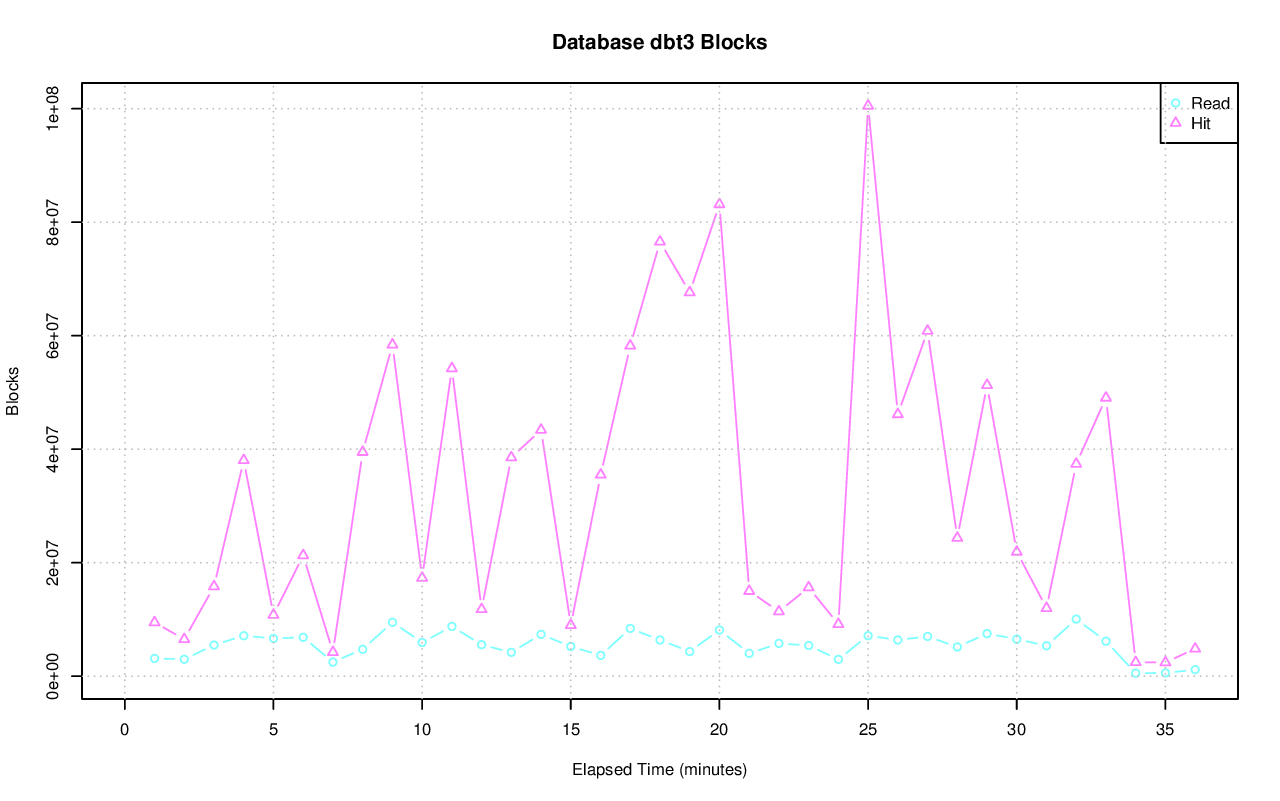 Database dbt3 Blocks
Read
Hit
Blocks
1e+08
8e+07
6e+07
4e+07
2e+07
0e+00
0 5 10 15 20 25 30 35
Elapsed Time (minutes)